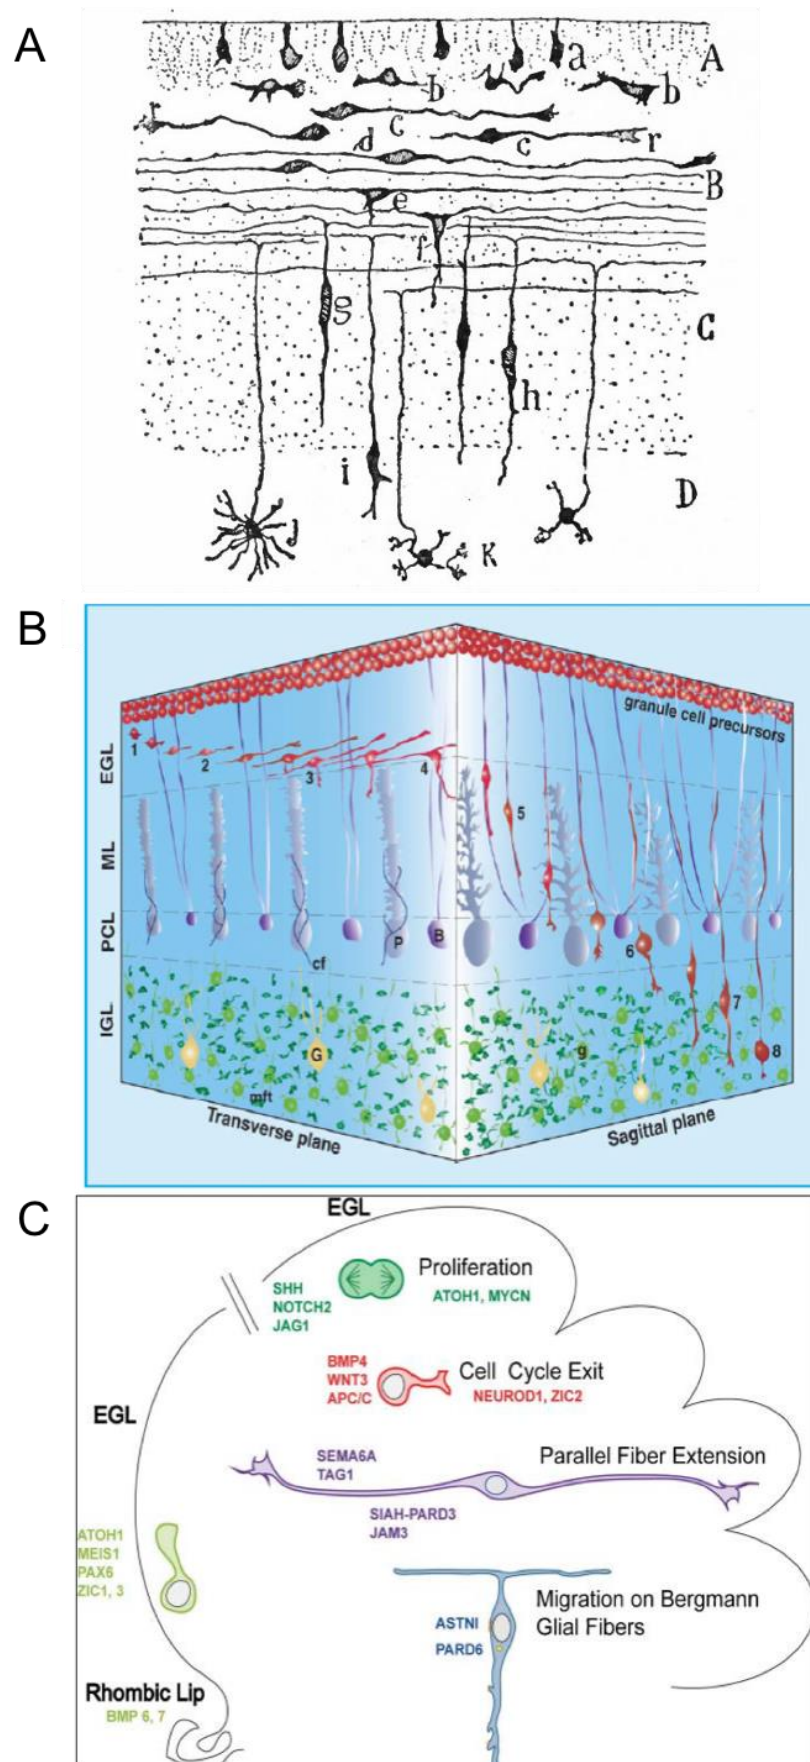 A
a
A
b
b
r
c
d
c
r
B
e
f
C
g
h
i
D
J
K
B
granule cell precursors
EGL
1
2
3
4
5
ML
PCL
P
B
cf
6
IGL
7
G
g
8
mft
Transverse plane
Sagittal plane
C
EGL
Proliferation
SHH
NOTCH2
JAG1
ATOH1, MYCN
BMP4
WNT3
APC/C
Cell Cycle Exit
NEUROD1, ZIC2
EGL
SEMA6A
TAG1
Parallel Fiber Extension
SIAH-PARD3
JAM3
ATOH1
MEIS1
PAX6
ZIC1, 3
Migration on Bergmann
Glial Fibers
ASTNI
PARD6
Rhombic Lip
BMP 6, 7